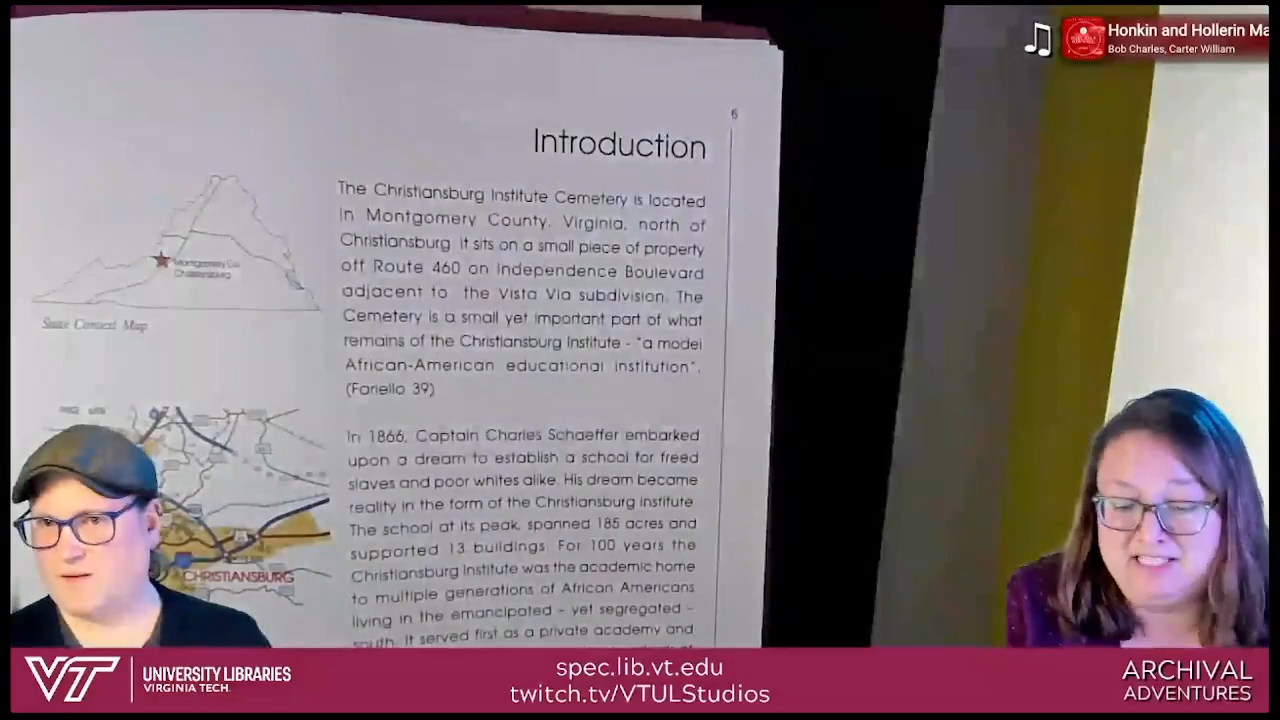 Honkin and Hollerin Ma
Bob Charles, Carter William
6
Introduction
The Christiansburg Institute Cemetery is located
in Montgomery County, Virginia, north of
Christiansburg. It sits on a small piece of property
off Route 460 on Independence Boulevard
adjacent to the Vista Via subdivision. The
Cemetery is a small yet important part of what
remains of the Christiansburg Institute - "a model
African-American educational institution".
(Fariello 39)
In 1866, Captain Charles Schaeffer embarked
upon a dream to establish a school for freed
slaves and poor whites alike. His dream became
reality in the form of the Christiansburg Institute
The school at its peak, spanned 185 acres and
supported 13 buildings. For 100 years the
Christiansburg Institute was the academic home
to multiple generations of African Americans
living in the emancipated – yet segregated –
south. It served first as a private academy and
Montgomery Co.
Christiansburg
State Context Map
CHRISTIANSBURG
VT UNIVERSITY LIBRARIES
VIRGINIA TECH.
spec.lib.vt.edu
twitch.tv/VTULStudios
ARCHIVAL
ADVENTURES